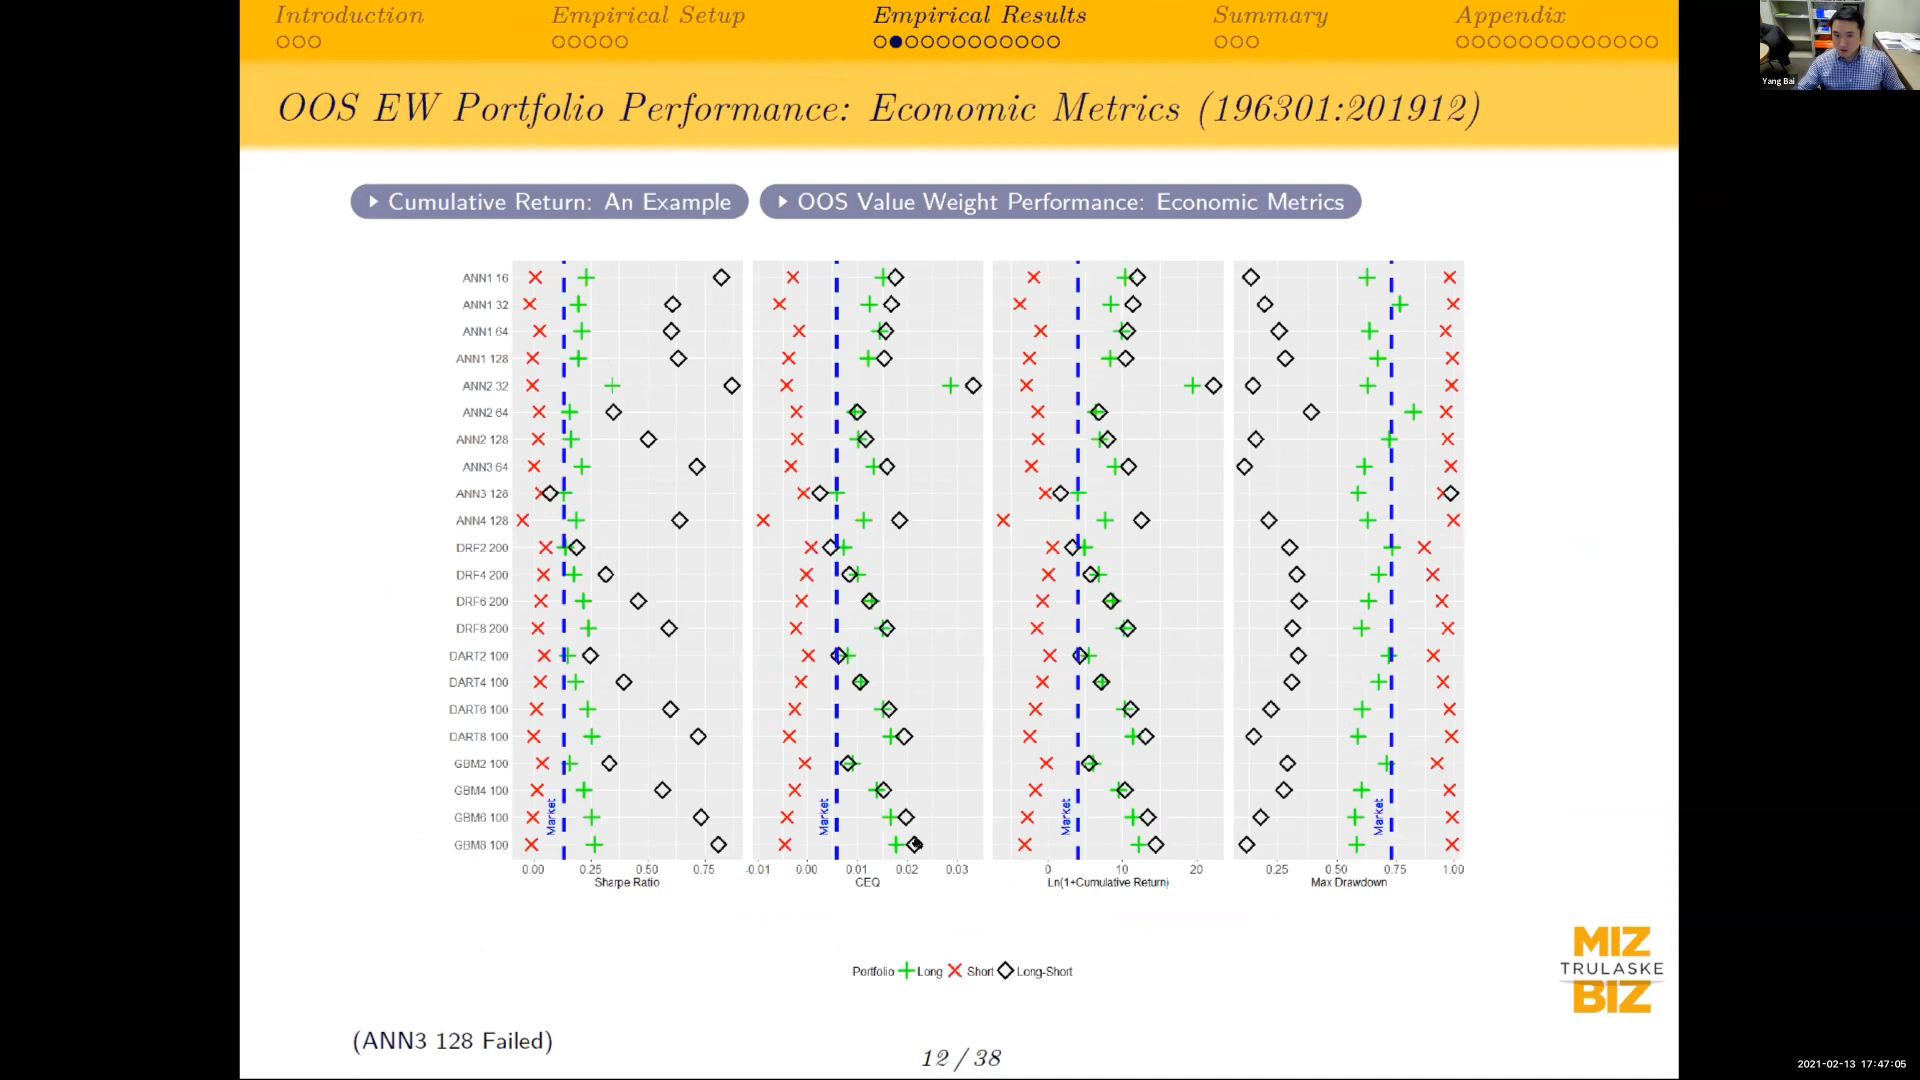 Introduction
Empirical Setup
Empirical Results
Summary
Appendix
Yang Bai
OOS EW Portfolio Performance: Economic Metrics (196301:201912)
Cumulative Return: An Example
OOS Value Weight Performance: Economic Metrics
ANN1 16
ANN1 32
ANN1 64
ANN1 128
ANN2 32
ANN2 64
ANN2 128
ANN3 64
ANN3 128
ANN4 128
DRF2 200
DRF4 200
DRF6 200
DRF8 200
DART2 100
DART4 100
DART6 100
DART8 100
GBM2 100
GBM4 100
GBM6 100
GBM8 100
Market
Market
Market
Market
0.00 0.25 0.50 0.75
-0.01 0.00 0.01 0.02 0.03
0 10 20
0.25 0.50 0.75 1.00
Sharpe Ratio
CEQ
Ln(1+Cumulative Return)
Max Drawdown
Portfolio Long Short Long-Short
MIZ
TRULASKE
BIZ
(ANN3 128 Failed)
12 / 38
2021-02-13 17:47:05